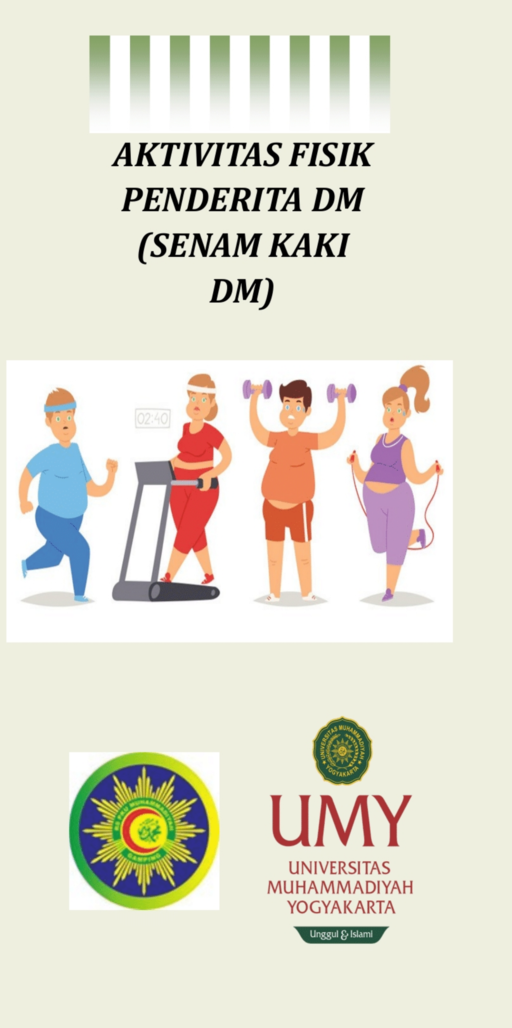 AKTIVITAS FISIK
PENDERITA DM
(SENAM KAKI
DM)
02:40
RS PKU MUHAMMADIYAH
GAMPING
UNIVERSITAS MUHAMMADIYAH
YOGYAKARTA
UMY
UNIVERSITAS
MUHAMMADIYAH
YOGYAKARTA
Unggul & Islami